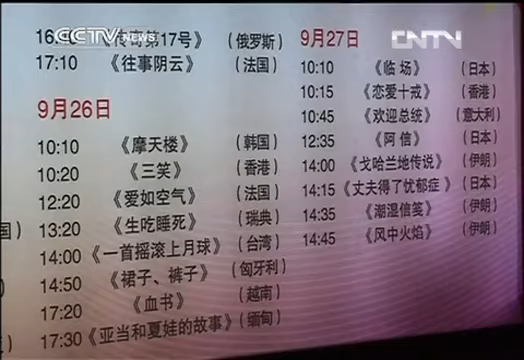 CCTV NEWS
CNTV
《传奇第17号》 (俄罗斯)
17:10 《往事阴云》 (法国)
9月26日
10:10 《摩天楼》 (韩国)
10:20 《三笑》 (香港)
12:20 《爱如空气》 (法国)
13:20 《生吃睡死》 (瑞典)
14:00 《一首摇滚上月球》 (台湾)
14:50 《裙子、裤子》 (匈牙利)
17:20 《血书》 (越南)
17:30 《亚当和夏娃的故事》 (缅甸)
国)
9月27日
10:10 《临场》 (日本)
10:15 《恋爱十戒》 (香港)
10:45 《欢迎总统》 (意大利)
12:35 《阿信》 (日本)
14:00 《戈哈兰地传说》 (伊朗)
14:15 《丈夫得了忧郁症》 (日本)
14:35 《潮湿信笺》 (伊朗)
14:45 《风中火焰》 (伊朗)